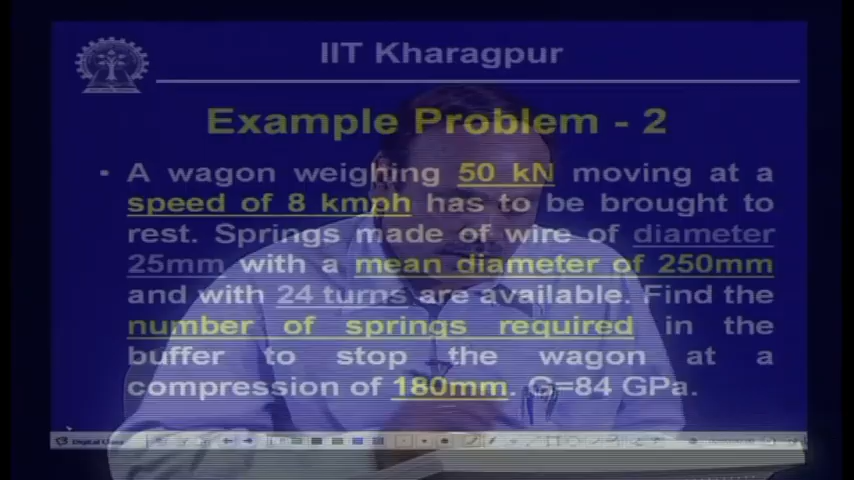 IIT Kharagpur
Example Problem - 2
▪ A wagon weighing 50 kN moving at a
speed of 8 kmph has to be brought to
rest. Springs made of wire of diameter
25mm with a mean diameter of 250mm
and with 24 turns are available. Find the
number of springs required in the
buffer to stop the wagon at a
compression of 180mm. G=84 GPa.
Digital Class